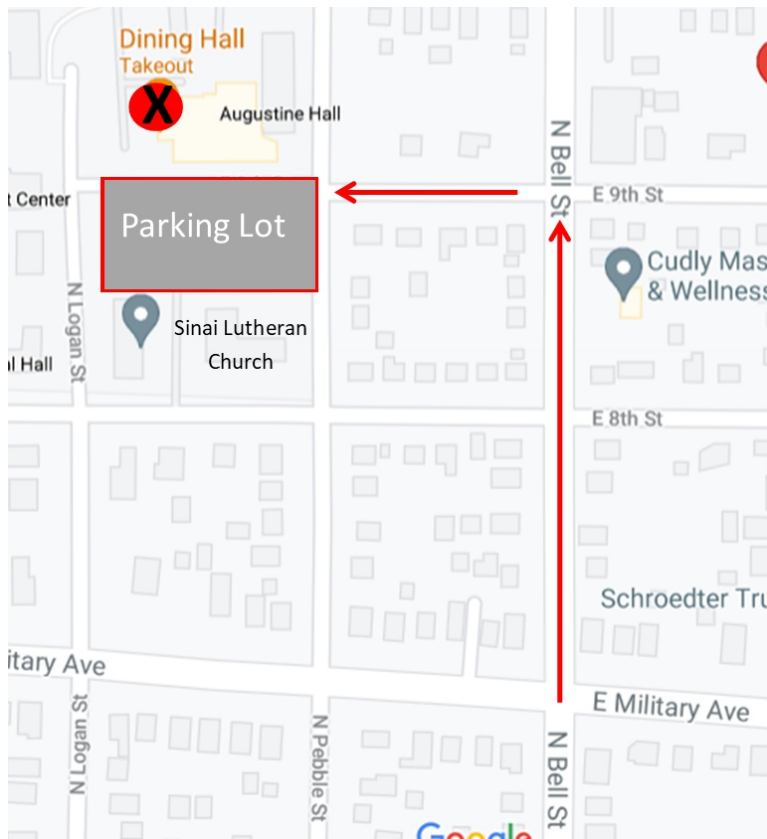 Dining Hall
Takeout
X
Augustine Hall
N Bell St
t Center
Parking Lot
E 9th St
Cudly Mas
& Wellness
N Logan St
Sinai Lutheran
Church
al Hall
E 8th St
Schroedter Tru
itary Ave
E Military Ave
N Logan St
N Pebble St
N Bell St
Google